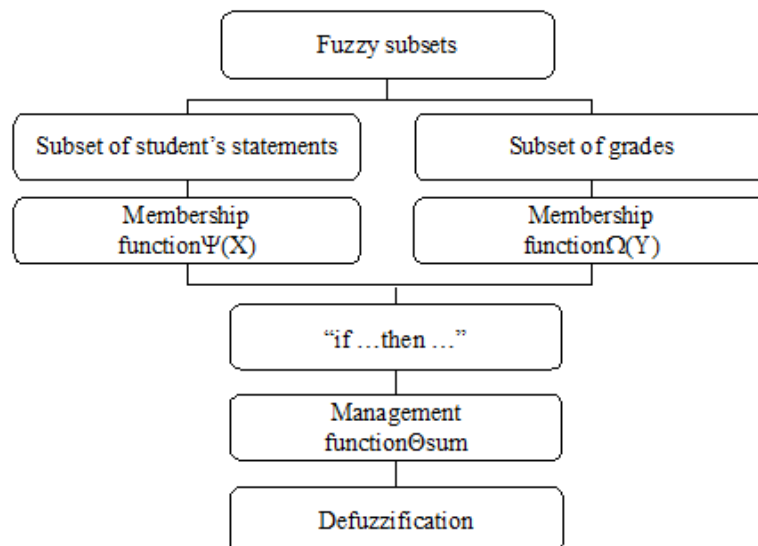 Fuzzy subsets
Subset of student’s statements
Subset of grades
Membership
functionΨ(X)
Membership
functionΩ(Y)
“if …then …”
Management
functionΘsum
Defuzzification